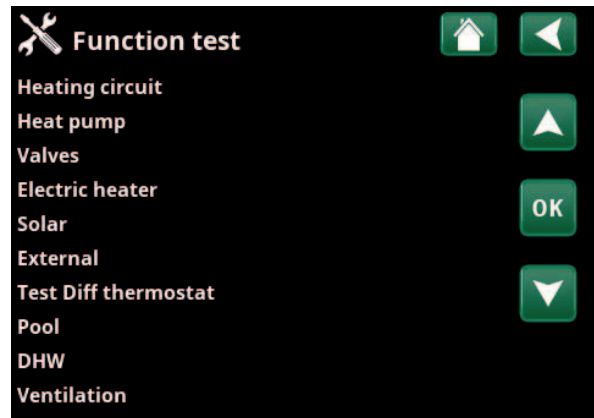 Function test
Heating circuit
Heat pump
Valves
Electric heater
Solar
OK
External
Test Diff thermostat
Pool
DHW
Ventilation